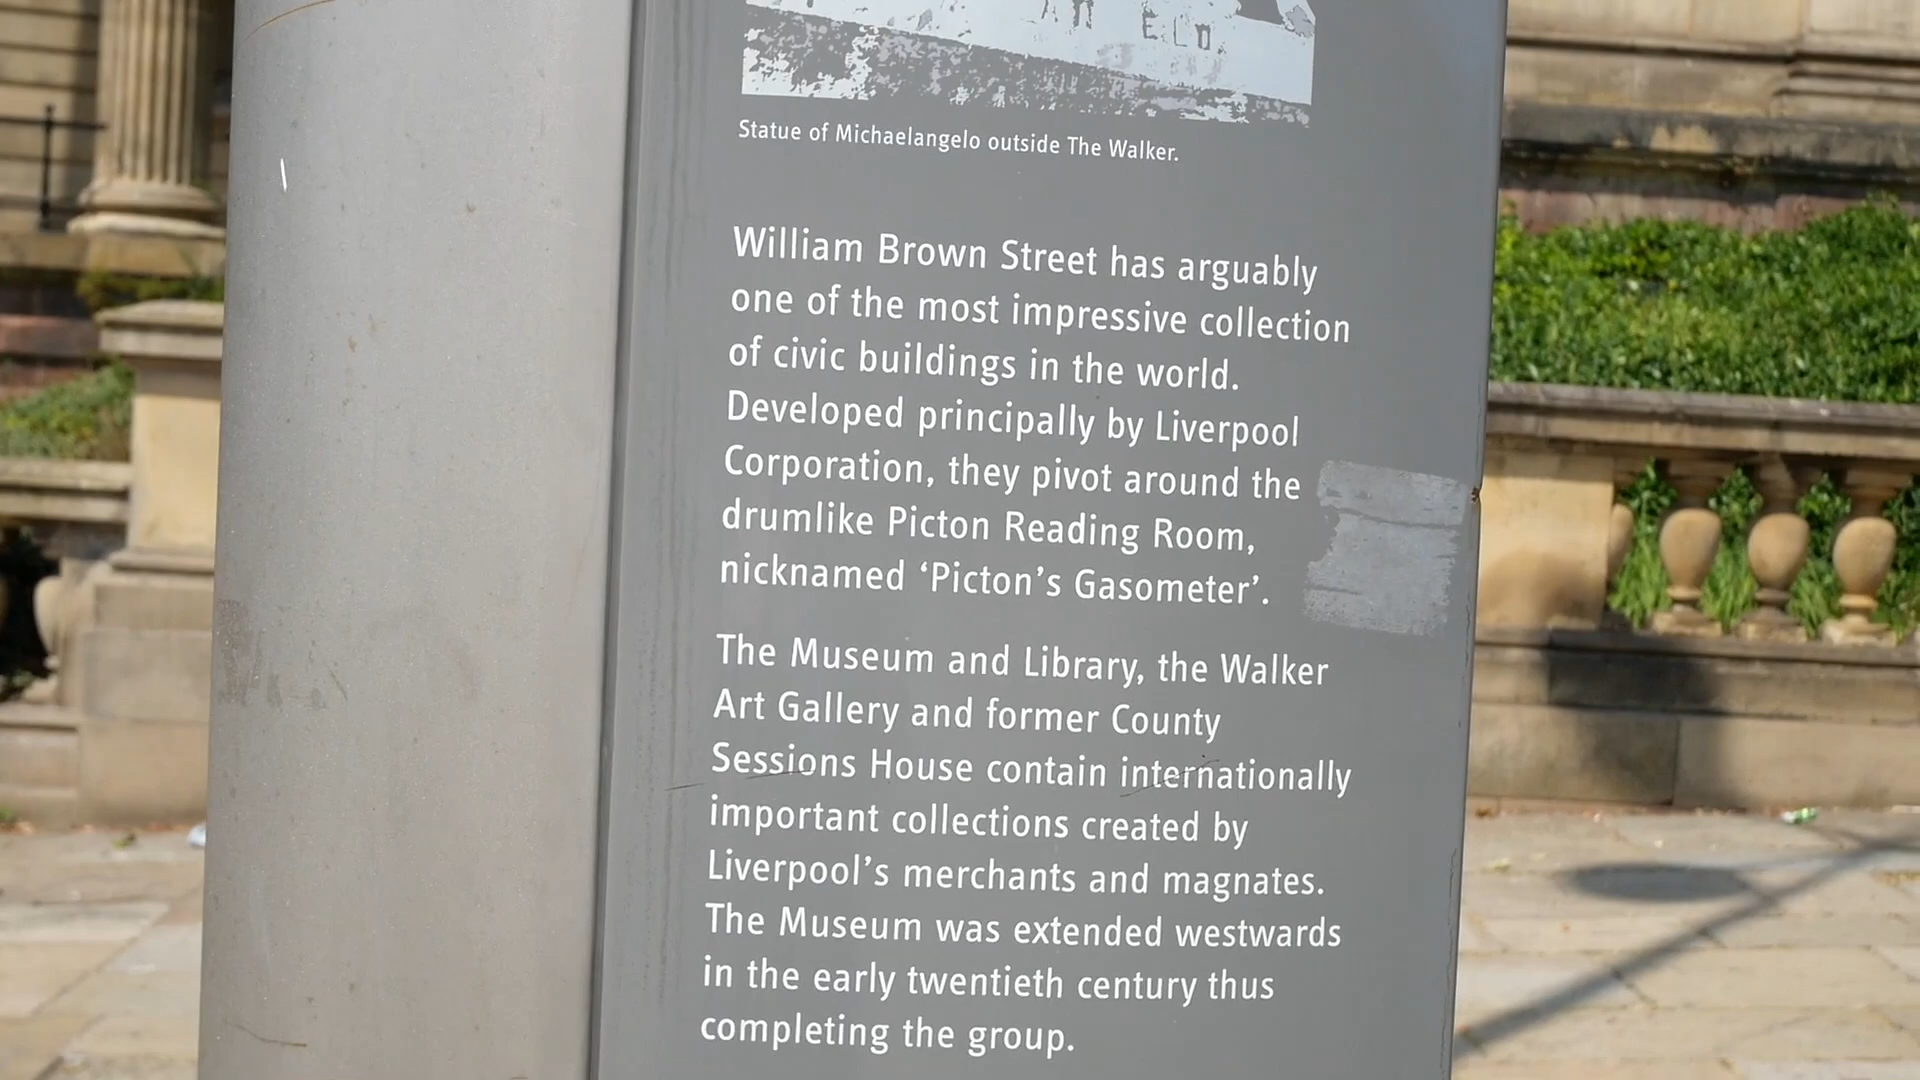 Statue of Michaelangelo outside The Walker.
William Brown Street has arguably
one of the most impressive collection
of civic buildings in the world.
Developed principally by Liverpool
Corporation, they pivot around the
drumlike Picton Reading Room,
nicknamed ‘Picton’s Gasometer’.
The Museum and Library, the Walker
Art Gallery and former County
Sessions House contain internationally
important collections created by
Liverpool’s merchants and magnates.
The Museum was extended westwards
in the early twentieth century thus
completing the group.